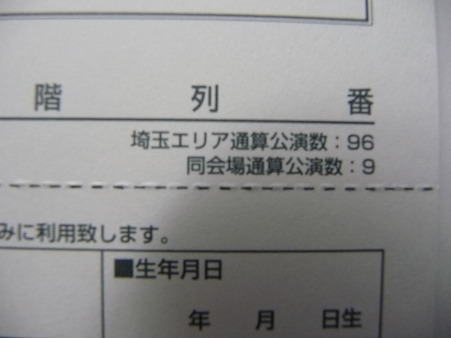 階 列 番
埼玉エリア通算公演数：96
同会場通算公演数：9
みに利用致します。
■生年月日
年 月 日生